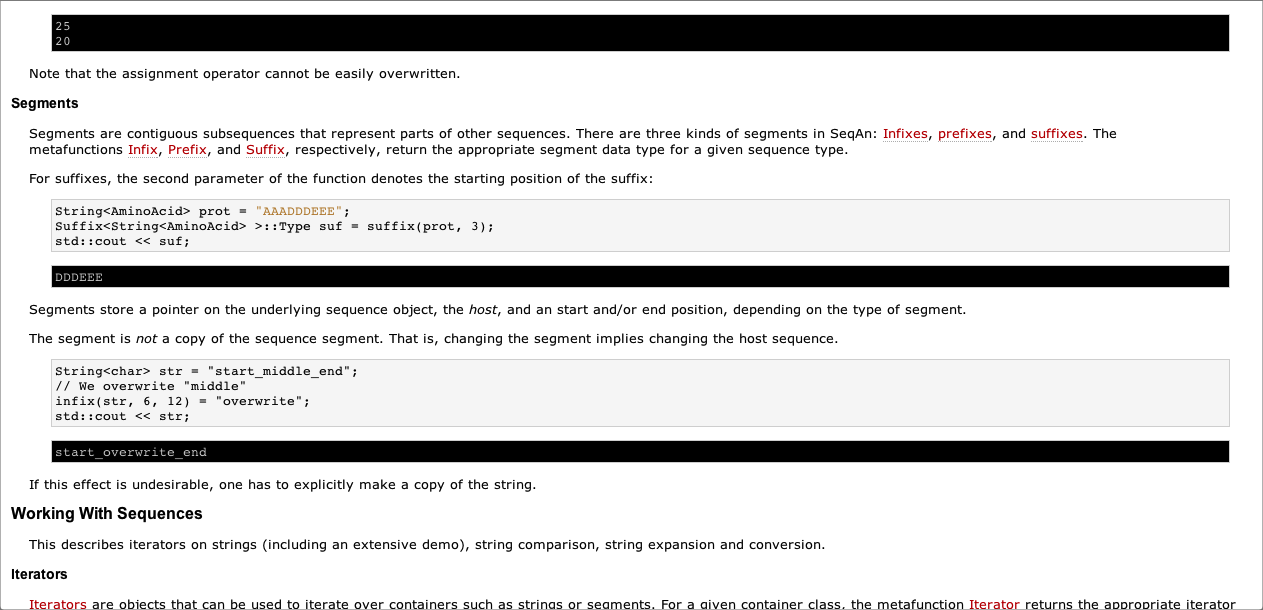 25
20
Note that the assignment operator cannot be easily overwritten.
Segments
Segments are contiguous subsequences that represent parts of other sequences. There are three kinds of segments in SeqAn: Infixes, prefixes, and suffixes. The
metafunctions Infix, Prefix, and Suffix, respectively, return the appropriate segment data type for a given sequence type.
For suffixes, the second parameter of the function denotes the starting position of the suffix:
String<AminoAcid> prot = "AAADDDEEE";
Suffix<String<AminoAcid> >::Type suf = suffix(prot, 3);
std::cout << suf;
DDDEEE
Segments store a pointer on the underlying sequence object, the host, and an start and/or end position, depending on the type of segment.
The segment is not a copy of the sequence segment. That is, changing the segment implies changing the host sequence.
String<char> str = "start_middle_end";
// We overwrite "middle"
infix(str, 6, 12) = "overwrite";
std::cout << str;
start_overwrite_end
If this effect is undesirable, one has to explicitly make a copy of the string.
Working With Sequences
This describes iterators on strings (including an extensive demo), string comparison, string expansion and conversion.
Iterators
Iterators are objects that can be used to iterate over containers such as strings or segments. For a given container class, the metafunction Iterator returns the appropriate iterator